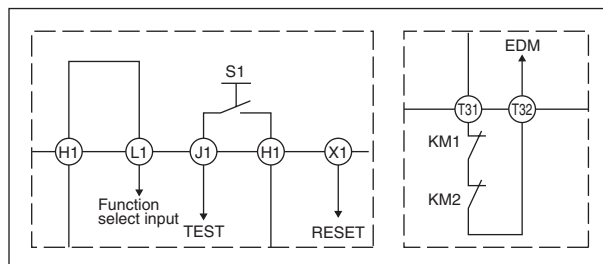 S1
H1
L1
J1
H1
X1
Function
select input
TEST
RESET
EDM
T31
T32
KM1
KM2